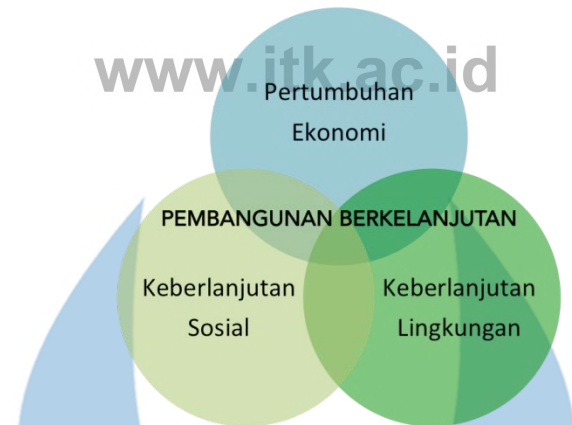 www.itk.ac.id
Pertumbuhan
Ekonomi
PEMBANGUNAN BERKELANJUTAN
Keberlanjutan
Sosial
Keberlanjutan
Lingkungan